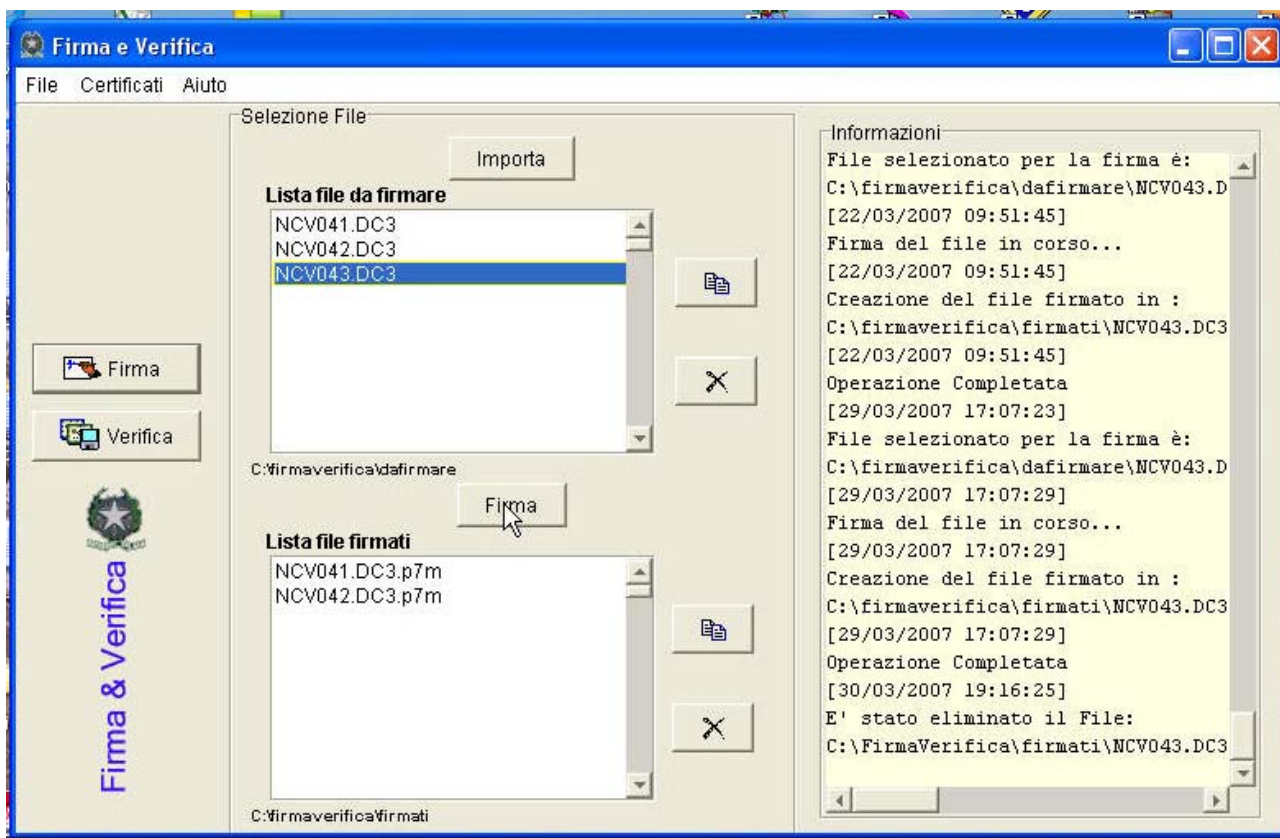 Firma e Verifica
File Certificati Aiuto
Selezione File
Importa
Lista file da firmare
NCV041.DC3
NCV042.DC3
NCV043.DC3
C:\firmaverifica\dafirmare
Firma
Verifica
Firma & Verifica
Firma
Lista file firmati
NCV041.DC3.p7m
NCV042.DC3.p7m
C:\firmaverifica\firmati
Informazioni
File selezionato per la firma è:
C:\firmaverifica\dafirmare\NCV043.D
[22/03/2007 09:51:45]
Firma del file in corso...
[22/03/2007 09:51:45]
Creazione del file firmato in :
C:\firmaverifica\firmati\NCV043.DC3
[22/03/2007 09:51:45]
Operazione Completata
[29/03/2007 17:07:23]
File selezionato per la firma è:
C:\firmaverifica\dafirmare\NCV043.D
[29/03/2007 17:07:29]
Firma del file in corso...
[29/03/2007 17:07:29]
Creazione del file firmato in :
C:\firmaverifica\firmati\NCV043.DC3
[29/03/2007 17:07:29]
Operazione Completata
[30/03/2007 19:16:25]
E' stato eliminato il File:
C:\FirmaVerifica\firmati\NCV043.DC3